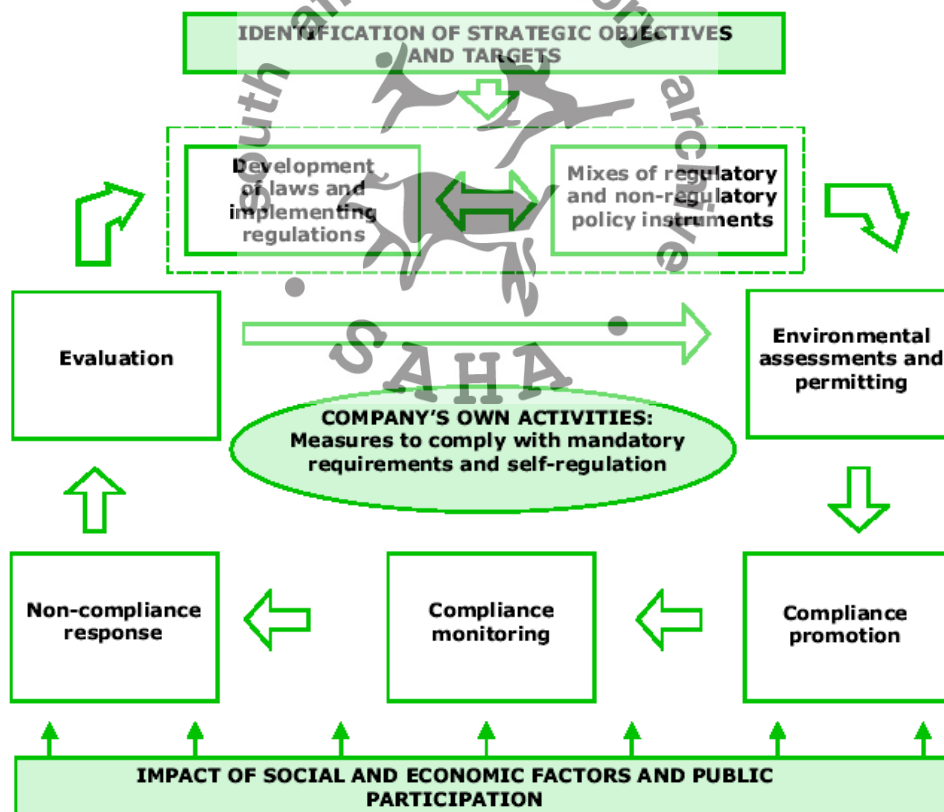 IDENTIFICATION OF STRATEGIC OBJECTIVES
AND TARGETS
Development
of laws and
implementing
regulations
Mixes of regulatory
and non-regulatory
policy instruments
Evaluation
Environmental
assessments and
permitting
COMPANY'S OWN ACTIVITIES:
Measures to comply with mandatory
requirements and self-regulation
Non-compliance
response
Compliance
monitoring
Compliance
promotion
IMPACT OF SOCIAL AND ECONOMIC FACTORS AND PUBLIC
PARTICIPATION
south
archive
SAHA